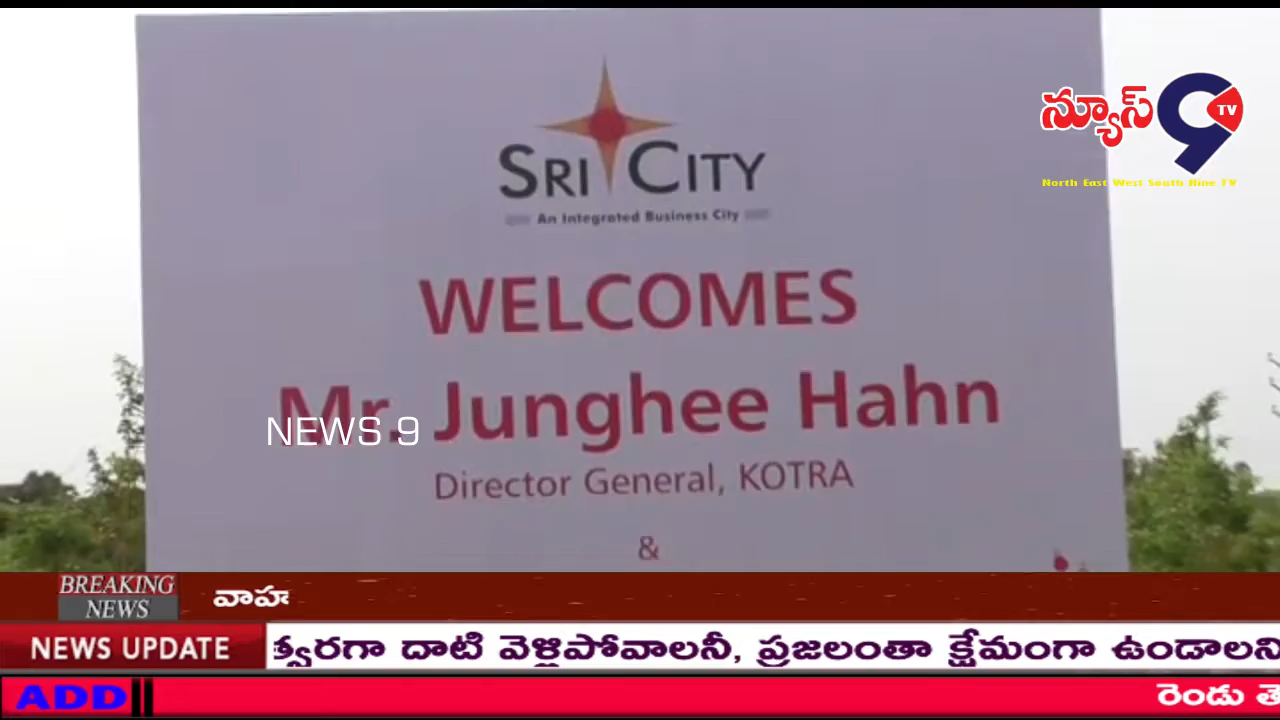 SRI CITY
An Integrated Business City
WELCOMES
Mr. Junghee Hahn
Director General, KOTRA
&
న్యూస్ 9 TV
North East West South Nine TV
NEWS 9
BREAKING NEWS
వాహ
NEWS UPDATE
త్వరగా దాటి వెళ్లిపోవాలనీ, ప్రజలంతా క్షేమంగా ఉండాలని
ADD
రెండు తె